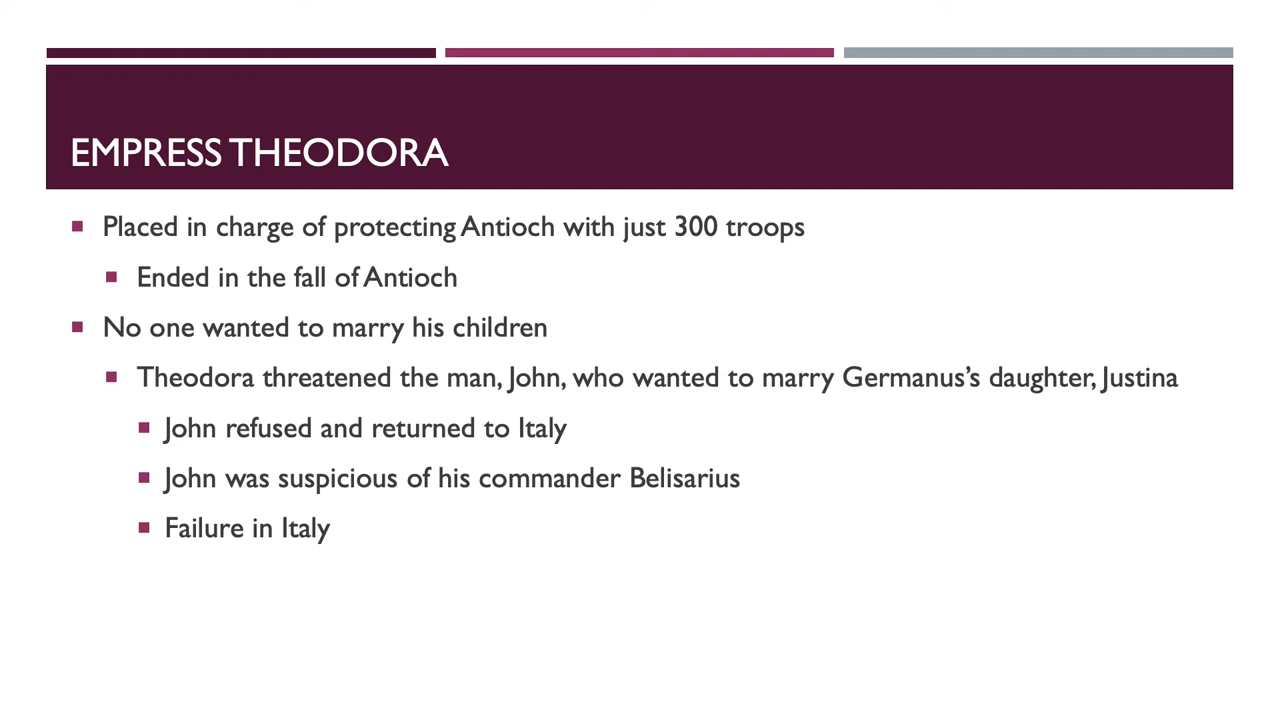 EMPRESS THEODORA
Placed in charge of protecting Antioch with just 300 troops
Ended in the fall of Antioch
No one wanted to marry his children
Theodora threatened the man, John, who wanted to marry Germanus’s daughter, Justina
John refused and returned to Italy
John was suspicious of his commander Belisarius
Failure in Italy